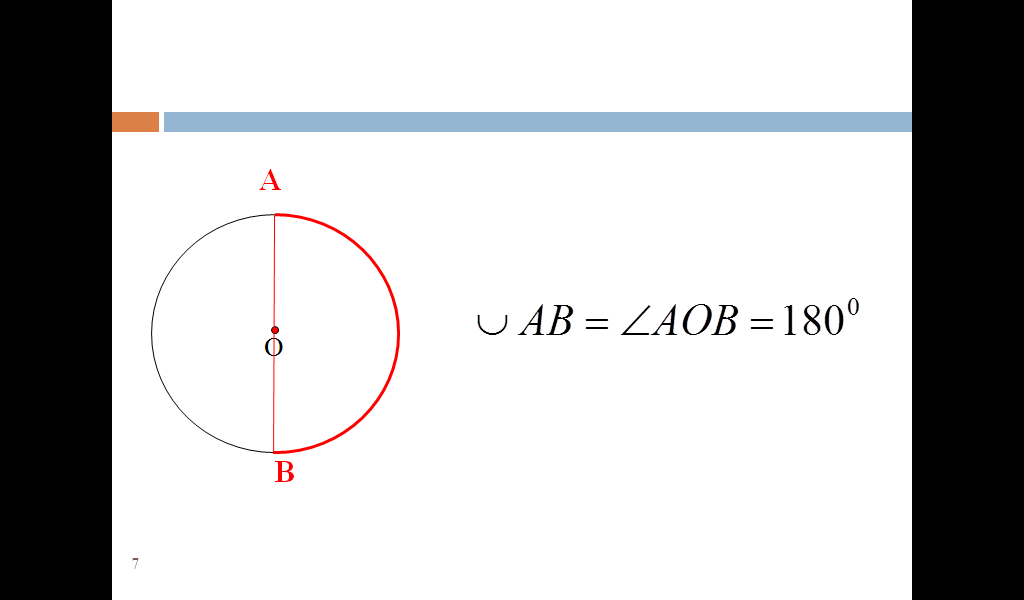 A
O
B
∪ AB = ∠AOB = 180⁰
7